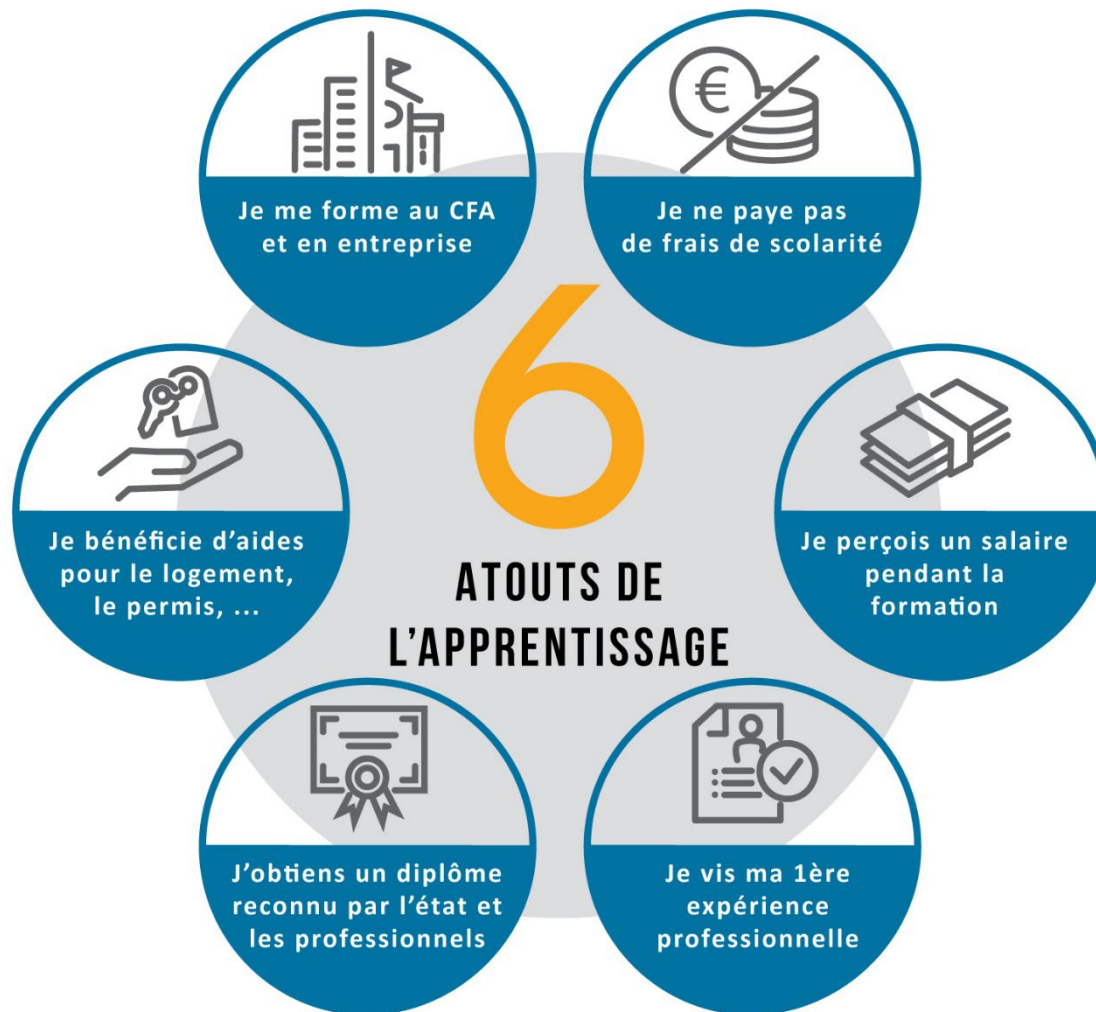 Je me forme au CFA
et en entreprise
Je ne paye pas
de frais de scolarité
€
6
ATOUTS DE
L'APPRENTISSAGE
Je bénéficie d'aides
pour le logement,
le permis, ...
Je perçois un salaire
pendant la
formation
J'obtiens un diplôme
reconnu par l'état et
les professionnels
Je vis ma 1ère
expérience
professionnelle